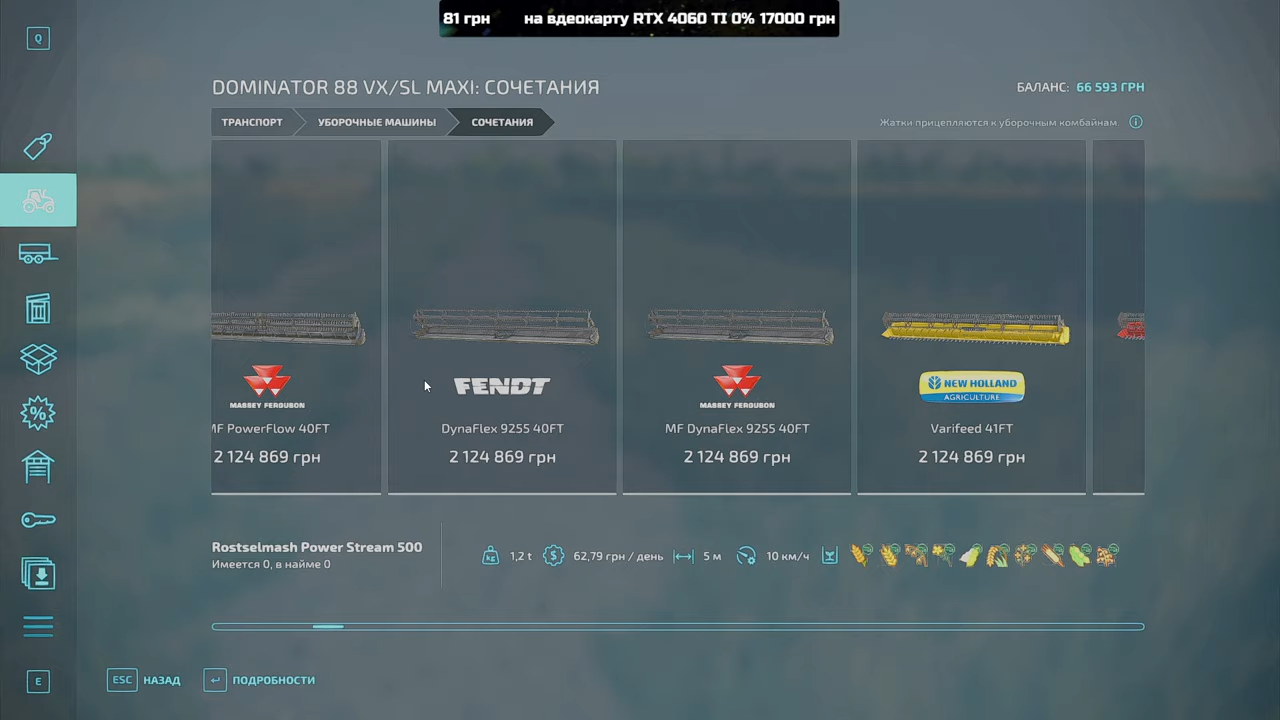 81 грн на вдеокарту RTX 4060 TI 0% 17000 грн
Q
DOMINATOR 88 VX/SL MAXI: СОЧЕТАНИЯ
БАЛАНС: 66 593 ГРН
ТРАНСПОРТ УБОРОЧНЫЕ МАШИНЫ СОЧЕТАНИЯ
Жатки прицепляются к уборочным комбайнам.
MASSEY FERGUSON
FENDT
MASSEY FERGUSON
NEW HOLLAND
AGRICULTURE
MF PowerFlow 40FT
DynaFlex 9255 40FT
MF DynaFlex 9255 40FT
Varifeed 41FT
2 124 869 грн
2 124 869 грн
2 124 869 грн
2 124 869 грн
Rostselmash Power Stream 500
Имеется 0, в найме 0
1,2 t 62,79 грн / день 5 м 10 км/ч
E
ESC НАЗАД ПОДРОБНОСТИ